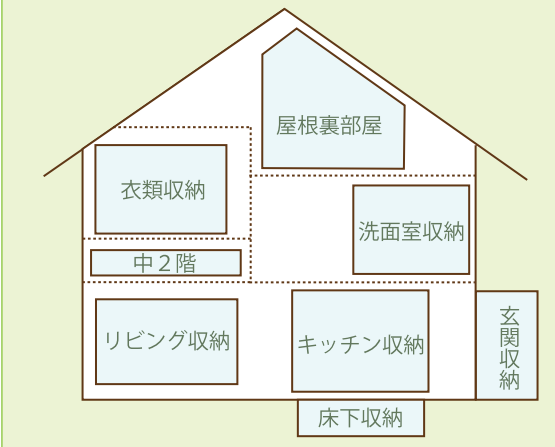 屋根裏部屋
衣類収納
洗面室収納
中２階
リビング収納
キッチン収納
玄関収納
床下収納